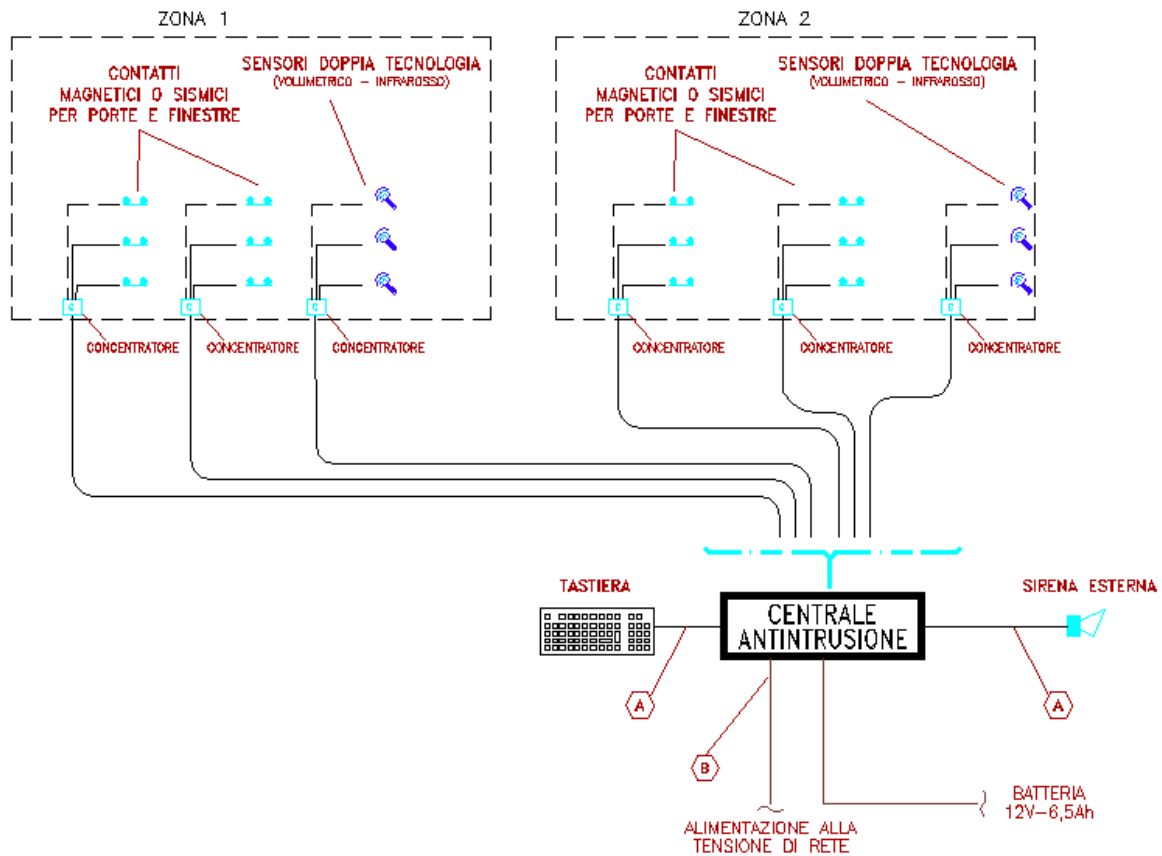 ZONA 1
ZONA 2
CONTATTI
MAGNETICI O SISMICI
PER PORTE E FINESTRE
SENSORI DOPPIA TECNOLOGIA
(VOLUMETRICO – INFRAROSSO)
CONTATTI
MAGNETICI O SISMICI
PER PORTE E FINESTRE
SENSORI DOPPIA TECNOLOGIA
(VOLUMETRICO – INFRAROSSO)
C
C
C
C
C
C
CONCENTRATORE
CONCENTRATORE
CONCENTRATORE
CONCENTRATORE
CONCENTRATORE
CONCENTRATORE
TASTIERA
CENTRALE
ANTINTRUSIONE
SIRENA ESTERNA
A
A
B
ALIMENTAZIONE ALLA
TENSIONE DI RETE
BATTERIA
12V–6,5Ah